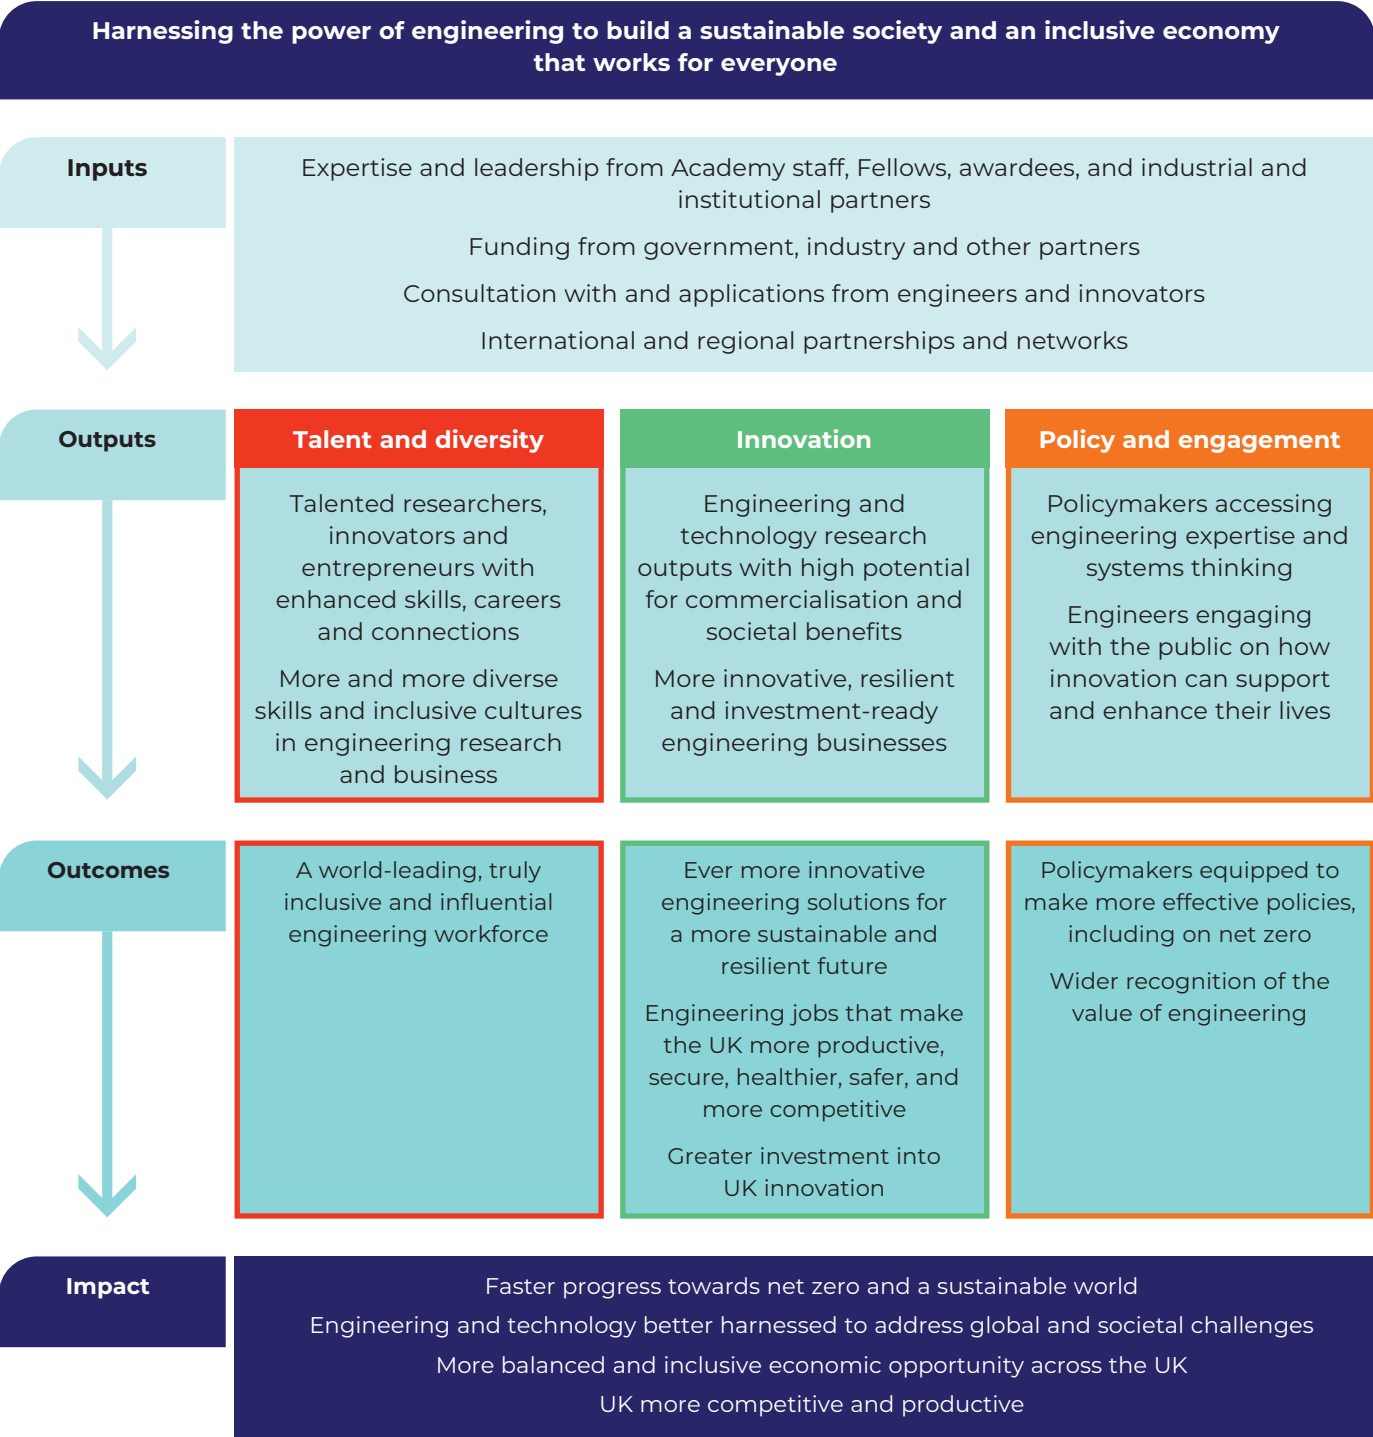 Harnessing the power of engineering to build a sustainable society and an inclusive economy
that works for everyone
Inputs
Expertise and leadership from Academy staff, Fellows, awardees, and industrial and
institutional partners
Funding from government, industry and other partners
Consultation with and applications from engineers and innovators
International and regional partnerships and networks
Outputs
Talent and diversity
Talented researchers,
innovators and
entrepreneurs with
enhanced skills, careers
and connections
More and more diverse
skills and inclusive cultures
in engineering research
and business
Innovation
Engineering and
technology research
outputs with high potential
for commercialisation and
societal benefits
More innovative, resilient
and investment-ready
engineering businesses
Policy and engagement
Policymakers accessing
engineering expertise and
systems thinking
Engineers engaging
with the public on how
innovation can support
and enhance their lives
Outcomes
A world-leading, truly
inclusive and influential
engineering workforce
Ever more innovative
engineering solutions for
a more sustainable and
resilient future
Engineering jobs that make
the UK more productive,
secure, healthier, safer, and
more competitive
Greater investment into
UK innovation
Policymakers equipped to
make more effective policies,
including on net zero
Wider recognition of the
value of engineering
Impact
Faster progress towards net zero and a sustainable world
Engineering and technology better harnessed to address global and societal challenges
More balanced and inclusive economic opportunity across the UK
UK more competitive and productive